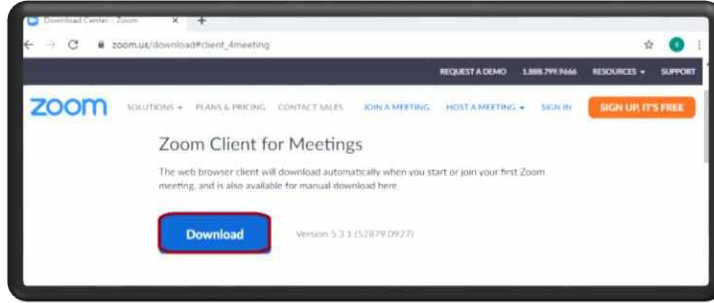 Download Center - Zoom
zoom.us/download#client_4meeting
REQUEST A DEMO 1.888.799.9666 RESOURCES SUPPORT
zoom SOLUTIONS PLANS & PRICING CONTACT SALES JOIN A MEETING HOST A MEETING SIGN IN SIGN UP, IT'S FREE
Zoom Client for Meetings
The web browser client will download automatically when you start or join your first Zoom
meeting, and is also available for manual download here.
Download Version 5.3.1 (52879.0927)